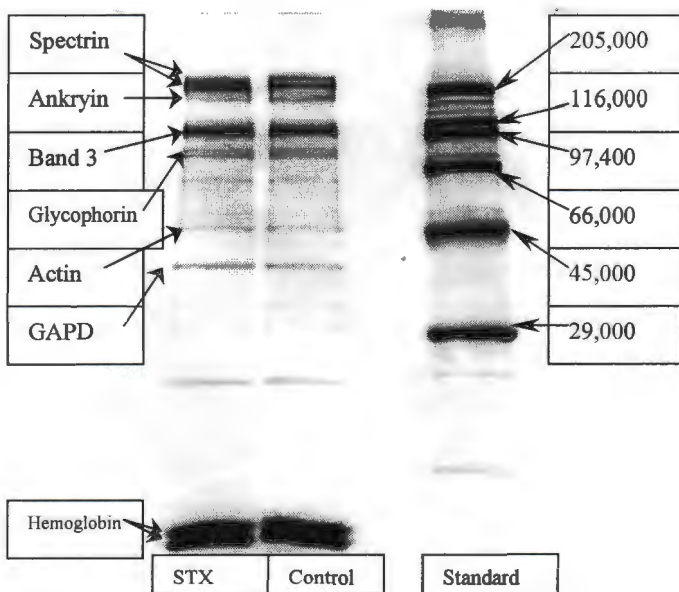 Spectrin
Ankryin
Band 3
Glycophorin
Actin
GAPD
Hemoglobin
205,000
116,000
97,400
66,000
45,000
29,000
STX
Control
Standard